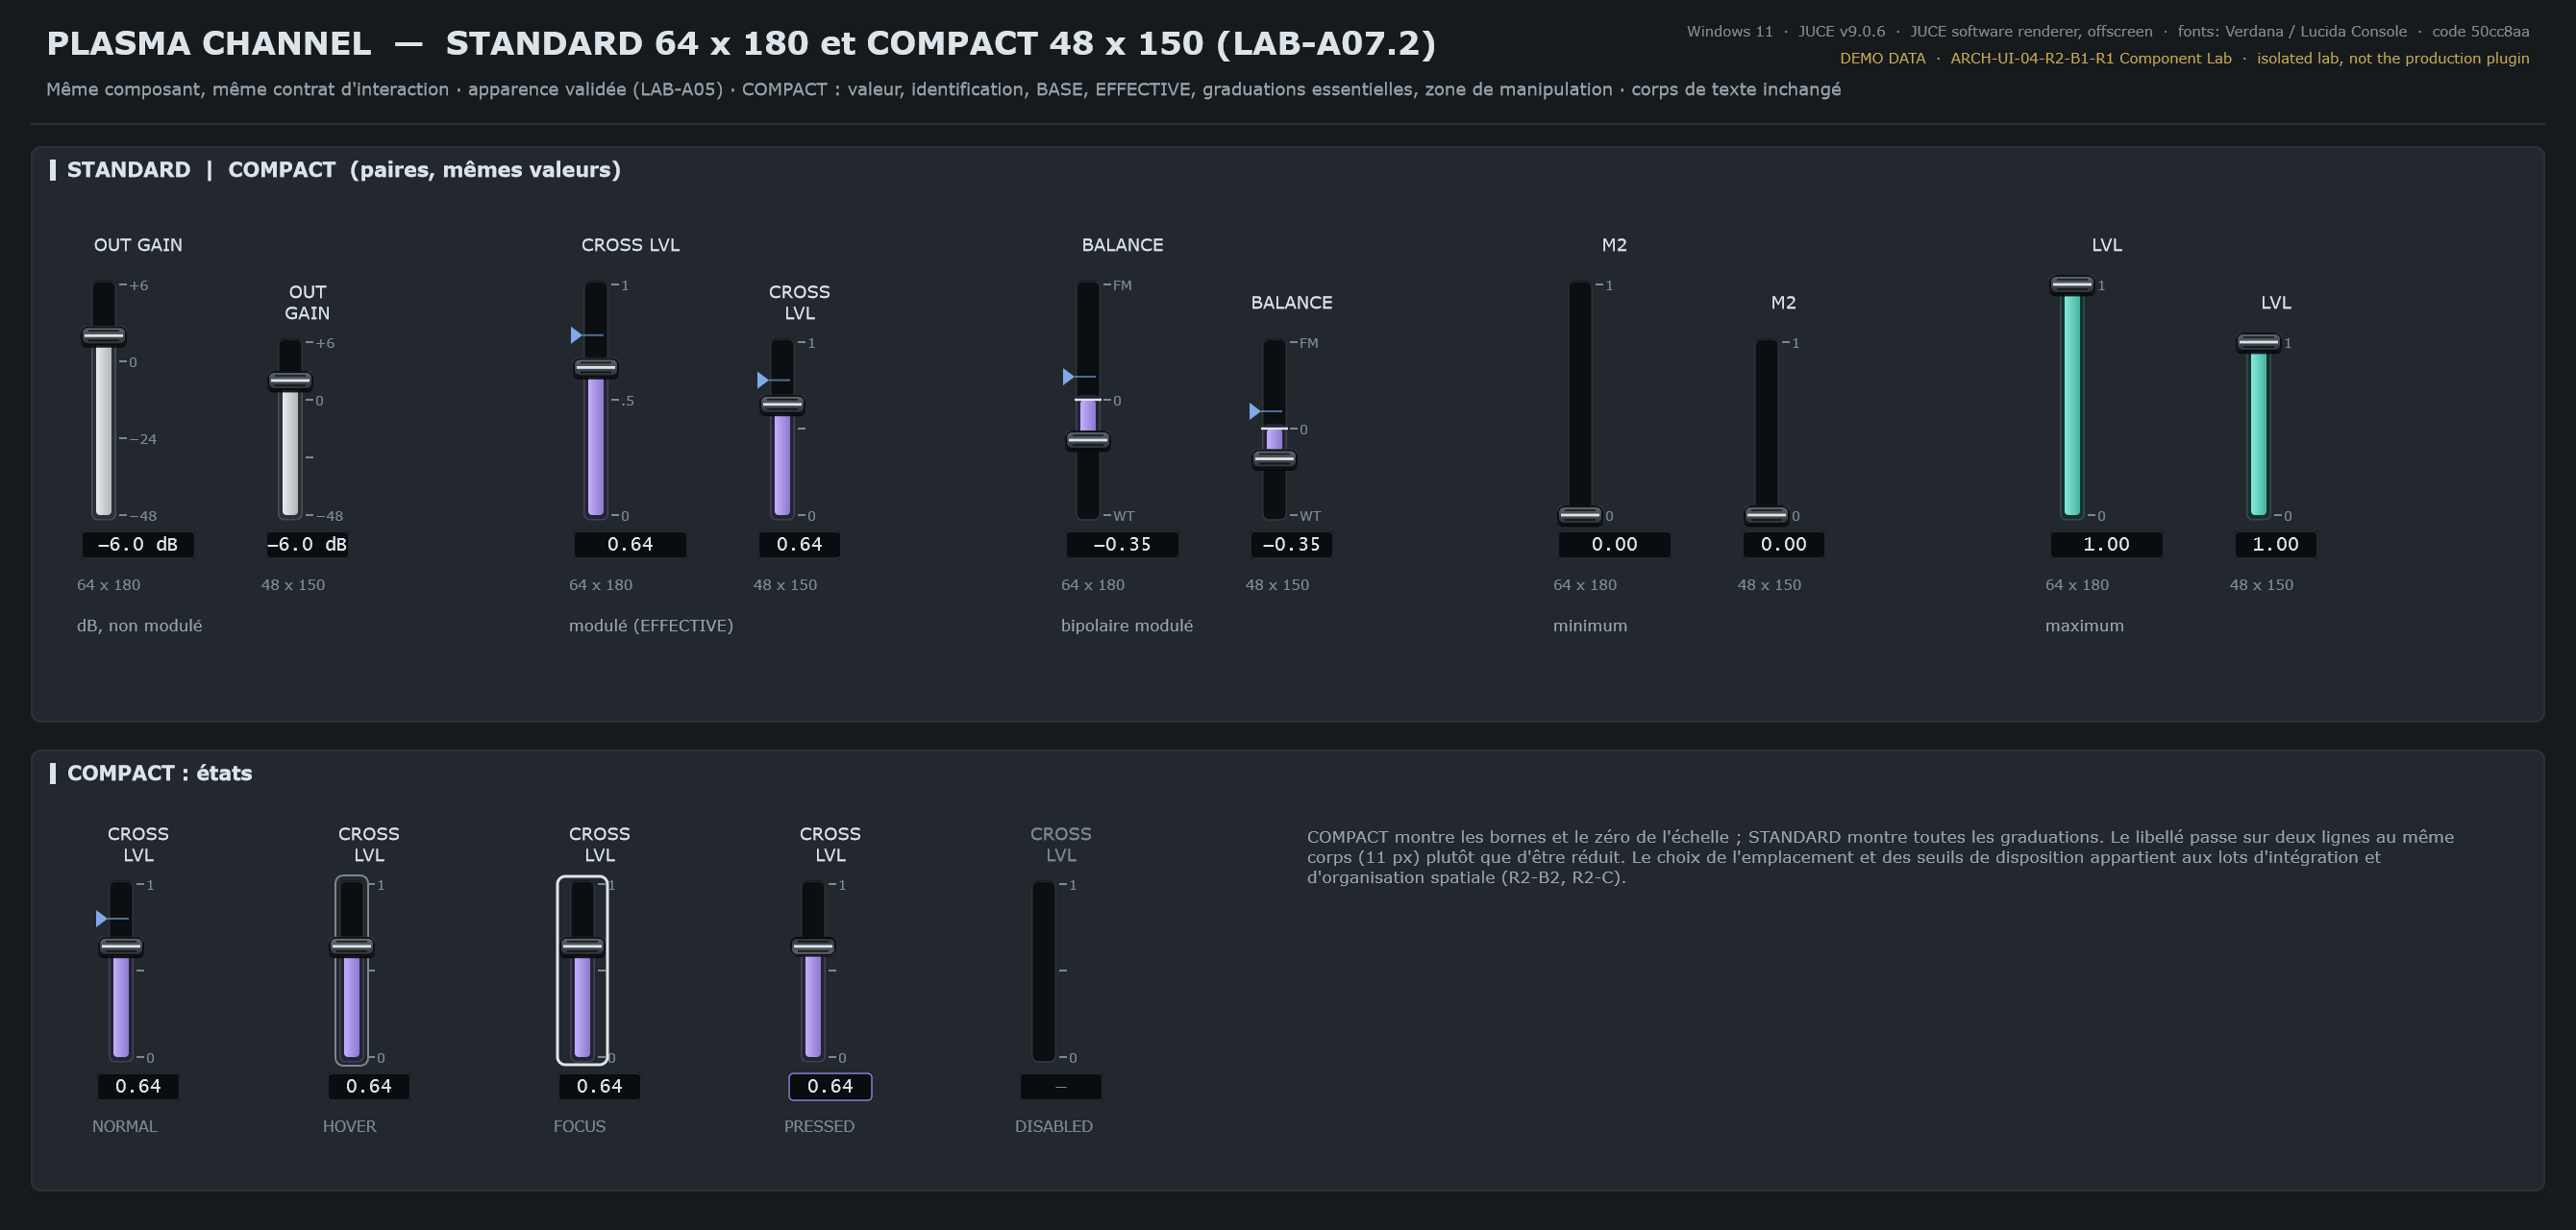 PLASMA CHANNEL — STANDARD 64 x 180 et COMPACT 48 x 150 (LAB-A07.2)
Windows 11 · JUCE v9.0.6 · JUCE software renderer, offscreen · fonts: Verdana / Lucida Console · code 50cc8aa
DEMO DATA · ARCH-UI-04-R2-B1-R1 Component Lab · isolated lab, not the production plugin
Même composant, même contrat d'interaction · apparence validée (LAB-A05) · COMPACT : valeur, identification, BASE, EFFECTIVE, graduations essentielles, zone de manipulation · corps de texte inchangé
STANDARD | COMPACT (paires, mêmes valeurs)
OUT GAIN
+6
0
−24
−48
−6.0 dB
64 x 180
dB, non modulé
OUT
GAIN
+6
0
−48
−6.0 dB
48 x 150
CROSS LVL
1
.5
0
0.64
64 x 180
modulé (EFFECTIVE)
CROSS
LVL
1
0
0.64
48 x 150
BALANCE
FM
0
WT
−0.35
64 x 180
bipolaire modulé
BALANCE
FM
0
WT
−0.35
48 x 150
M2
1
0
0.00
64 x 180
minimum
M2
1
0
0.00
48 x 150
LVL
1
0
1.00
64 x 180
maximum
LVL
1
0
1.00
48 x 150
COMPACT : états
CROSS
LVL
1
0
0.64
NORMAL
CROSS
LVL
1
0
0.64
HOVER
CROSS
LVL
1
0
0.64
FOCUS
CROSS
LVL
1
0
0.64
PRESSED
CROSS
LVL
1
0
—
DISABLED
COMPACT montre les bornes et le zéro de l'échelle ; STANDARD montre toutes les graduations. Le libellé passe sur deux lignes au même
corps (11 px) plutôt que d'être réduit. Le choix de l'emplacement et des seuils de disposition appartient aux lots d'intégration et
d'organisation spatiale (R2-B2, R2-C).